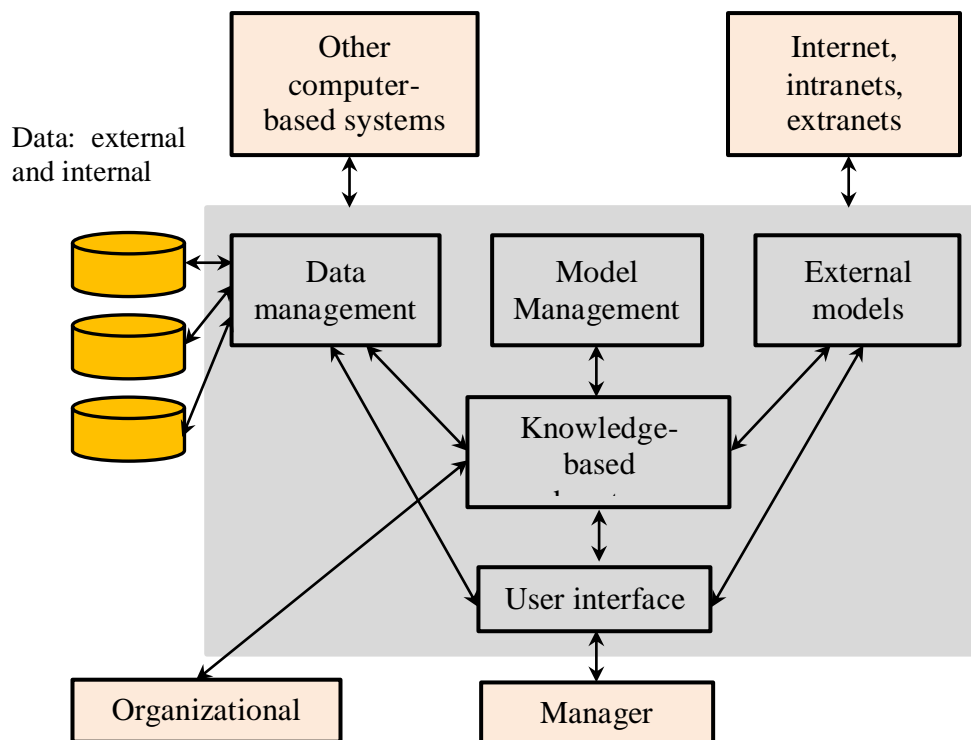 Other
computer-
based systems
Internet,
intranets,
extranets
Data: external
and internal
Data
management
Model
Management
External
models
Knowledge-
based
User interface
Organizational
Manager